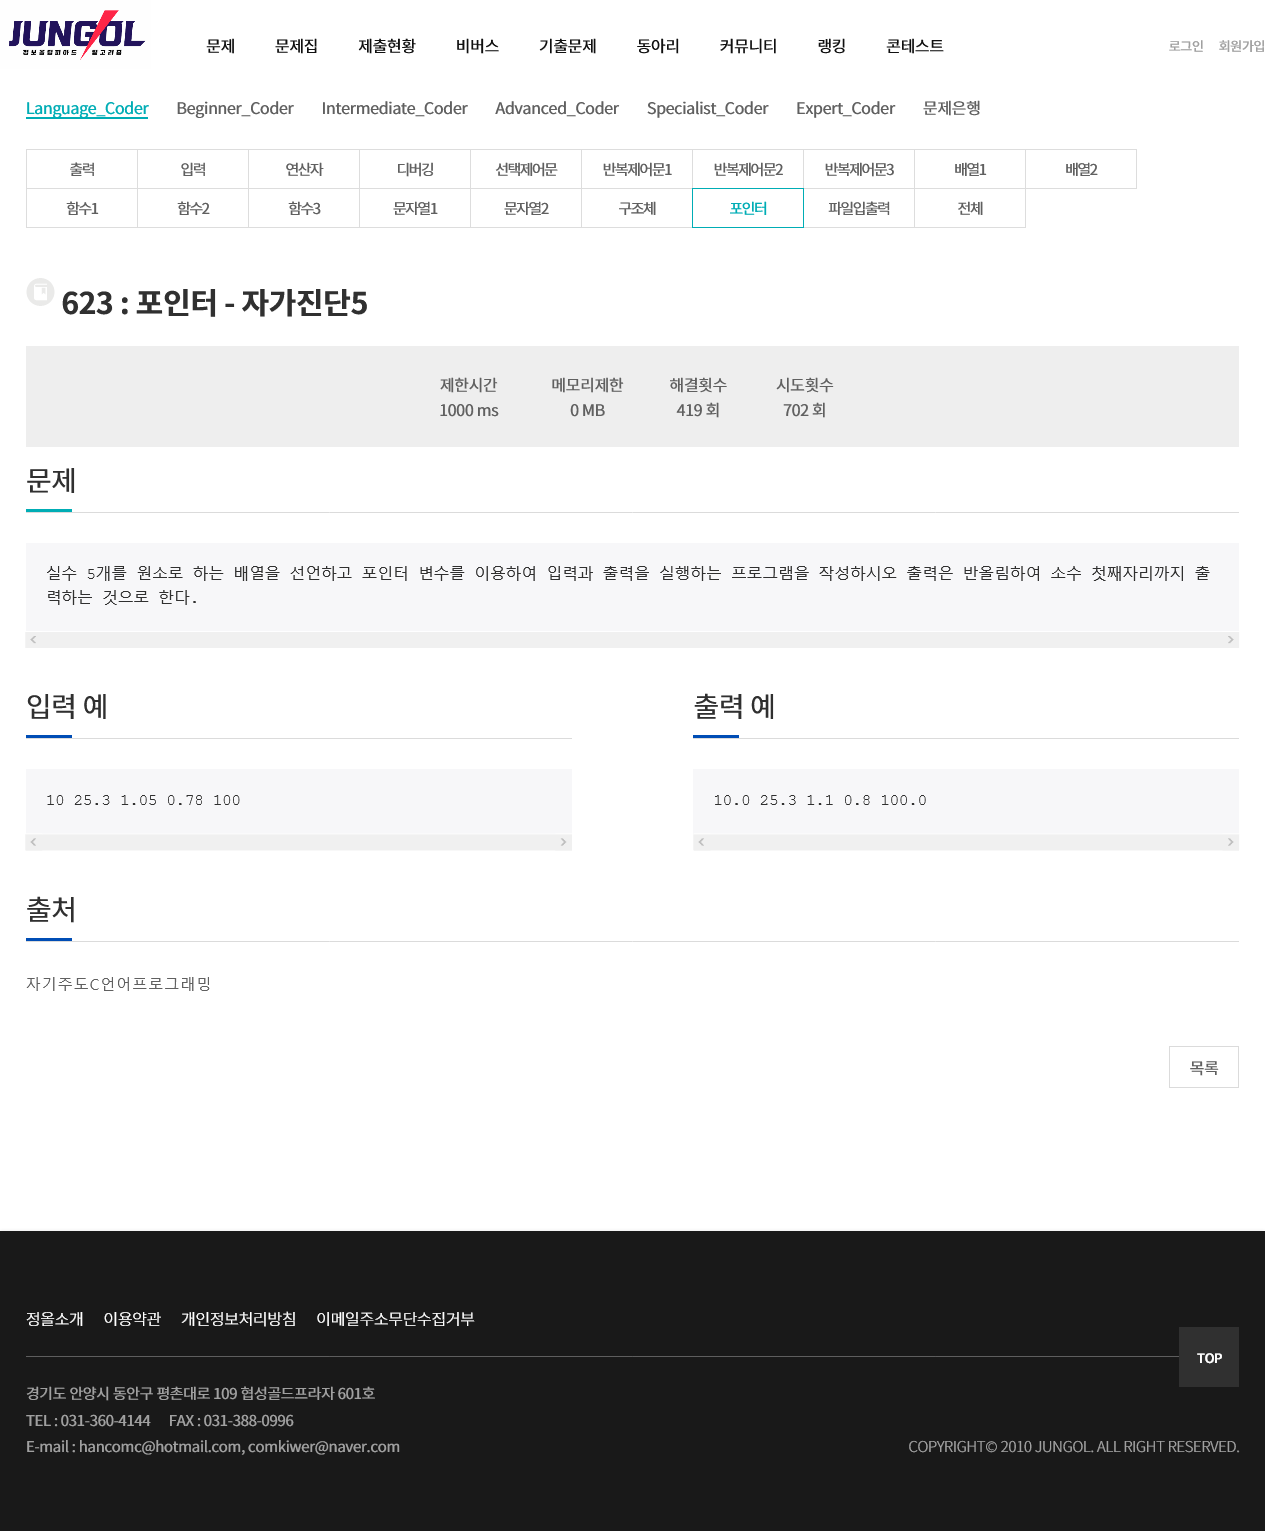 JUNGOL
정보올림피아드 알고리즘
문제 문제집 제출현황 비버스 기출문제 동아리 커뮤니티 랭킹 콘테스트 로그인 회원가입
Language_Coder Beginner_Coder Intermediate_Coder Advanced_Coder Specialist_Coder Expert_Coder 문제은행
출력 입력 연산자 디버깅 선택제어문 반복제어문1 반복제어문2 반복제어문3 배열1 배열2
함수1 함수2 함수3 문자열1 문자열2 구조체 포인터 파일입출력 전체
623 : 포인터 - 자가진단5
제한시간 메모리제한 해결횟수 시도횟수
1000 ms 0 MB 419 회 702 회
문제
실수 5개를 원소로 하는 배열을 선언하고 포인터 변수를 이용하여 입력과 출력을 실행하는 프로그램을 작성하시오 출력은 반올림하여 소수 첫째자리까지 출
력하는 것으로 한다.
입력 예 출력 예
10 25.3 1.05 0.78 100 10.0 25.3 1.1 0.8 100.0
출처
자기주도C언어프로그래밍
목록
정올소개 이용약관 개인정보처리방침 이메일주소무단수집거부
TOP
경기도 안양시 동안구 평촌대로 109 협성골드프라자 601호
TEL : 031-360-4144 FAX : 031-388-0996
E-mail : hancomc@hotmail.com, comkiwer@naver.com COPYRIGHT© 2010 JUNGOL. ALL RIGHT RESERVED.